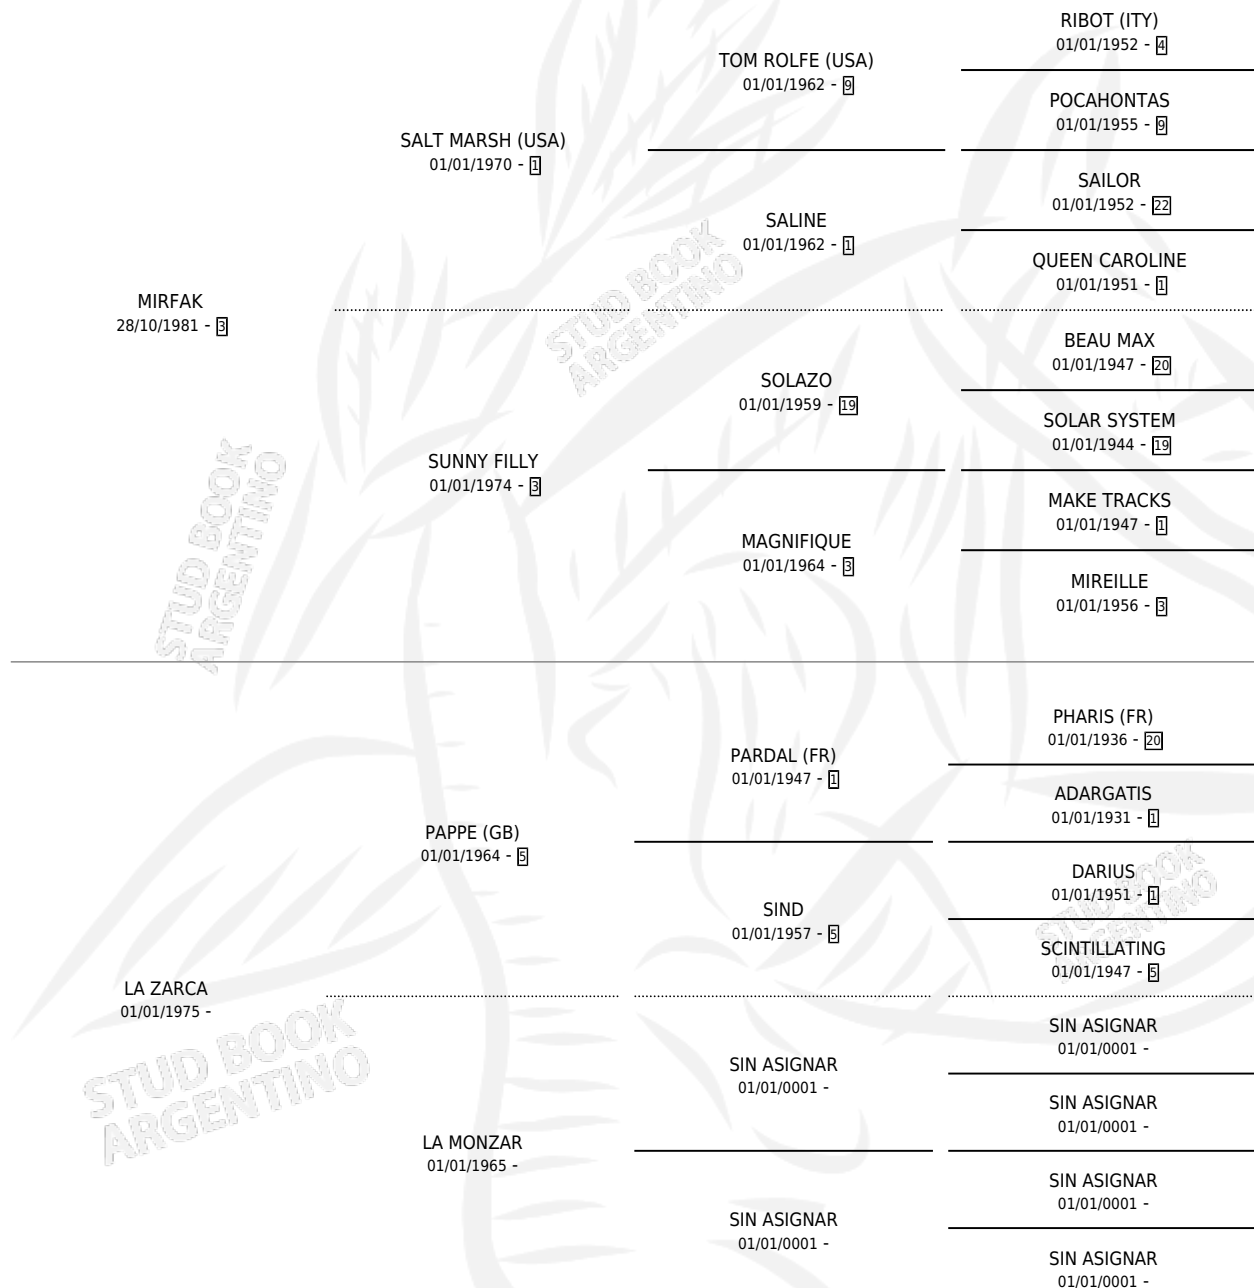 MIRFAK
28/10/1981 - 3
SALT MARSH (USA)
01/01/1970 - 1
TOM ROLFE (USA)
01/01/1962 - 9
RIBOT (ITY)
01/01/1952 - 4
POCAHONTAS
01/01/1955 - 9
SALINE
01/01/1962 - 1
SAILOR
01/01/1952 - 22
QUEEN CAROLINE
01/01/1951 - 1
SUNNY FILLY
01/01/1974 - 3
SOLAZO
01/01/1959 - 19
BEAU MAX
01/01/1947 - 20
SOLAR SYSTEM
01/01/1944 - 19
MAGNIFIQUE
01/01/1964 - 3
MAKE TRACKS
01/01/1947 - 1
MIREILLE
01/01/1956 - 3
LA ZARCA
01/01/1975 -
PAPPE (GB)
01/01/1964 - 5
PARDAL (FR)
01/01/1947 - 1
PHARIS (FR)
01/01/1936 - 20
ADARGATIS
01/01/1931 - 1
SIND
01/01/1957 - 5
DARIUS
01/01/1951 - 1
SCINTILLATING
01/01/1947 - 5
LA MONZAR
01/01/1965 -
SIN ASIGNAR
01/01/0001 -
SIN ASIGNAR
01/01/0001 -
SIN ASIGNAR
01/01/0001 -
SIN ASIGNAR
01/01/0001 -
SIN ASIGNAR
01/01/0001 -
SIN ASIGNAR
01/01/0001 -
STUD BOOK
ARGENTINO
STUD BOOK
ARGENTINO
STUD BOOK
ARGENTINO
STUD BOOK
ARGENTINO